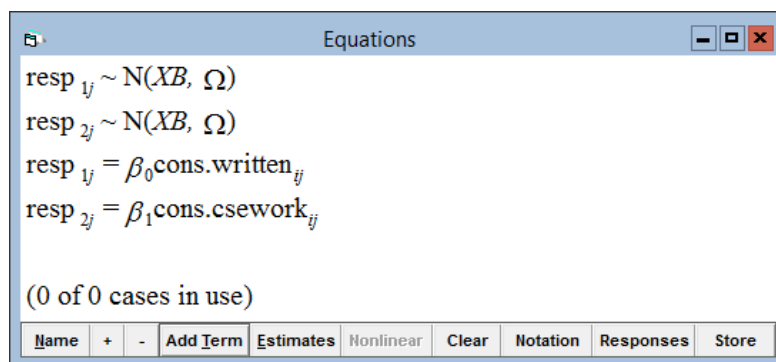 Equations
resp 1j ~ N(XB, Ω)
resp 2j ~ N(XB, Ω)
resp 1j = β0cons.writtenij
resp 2j = β1cons.cseworkij
(0 of 0 cases in use)
Name + - Add Term Estimates Nonlinear Clear Notation Responses Store